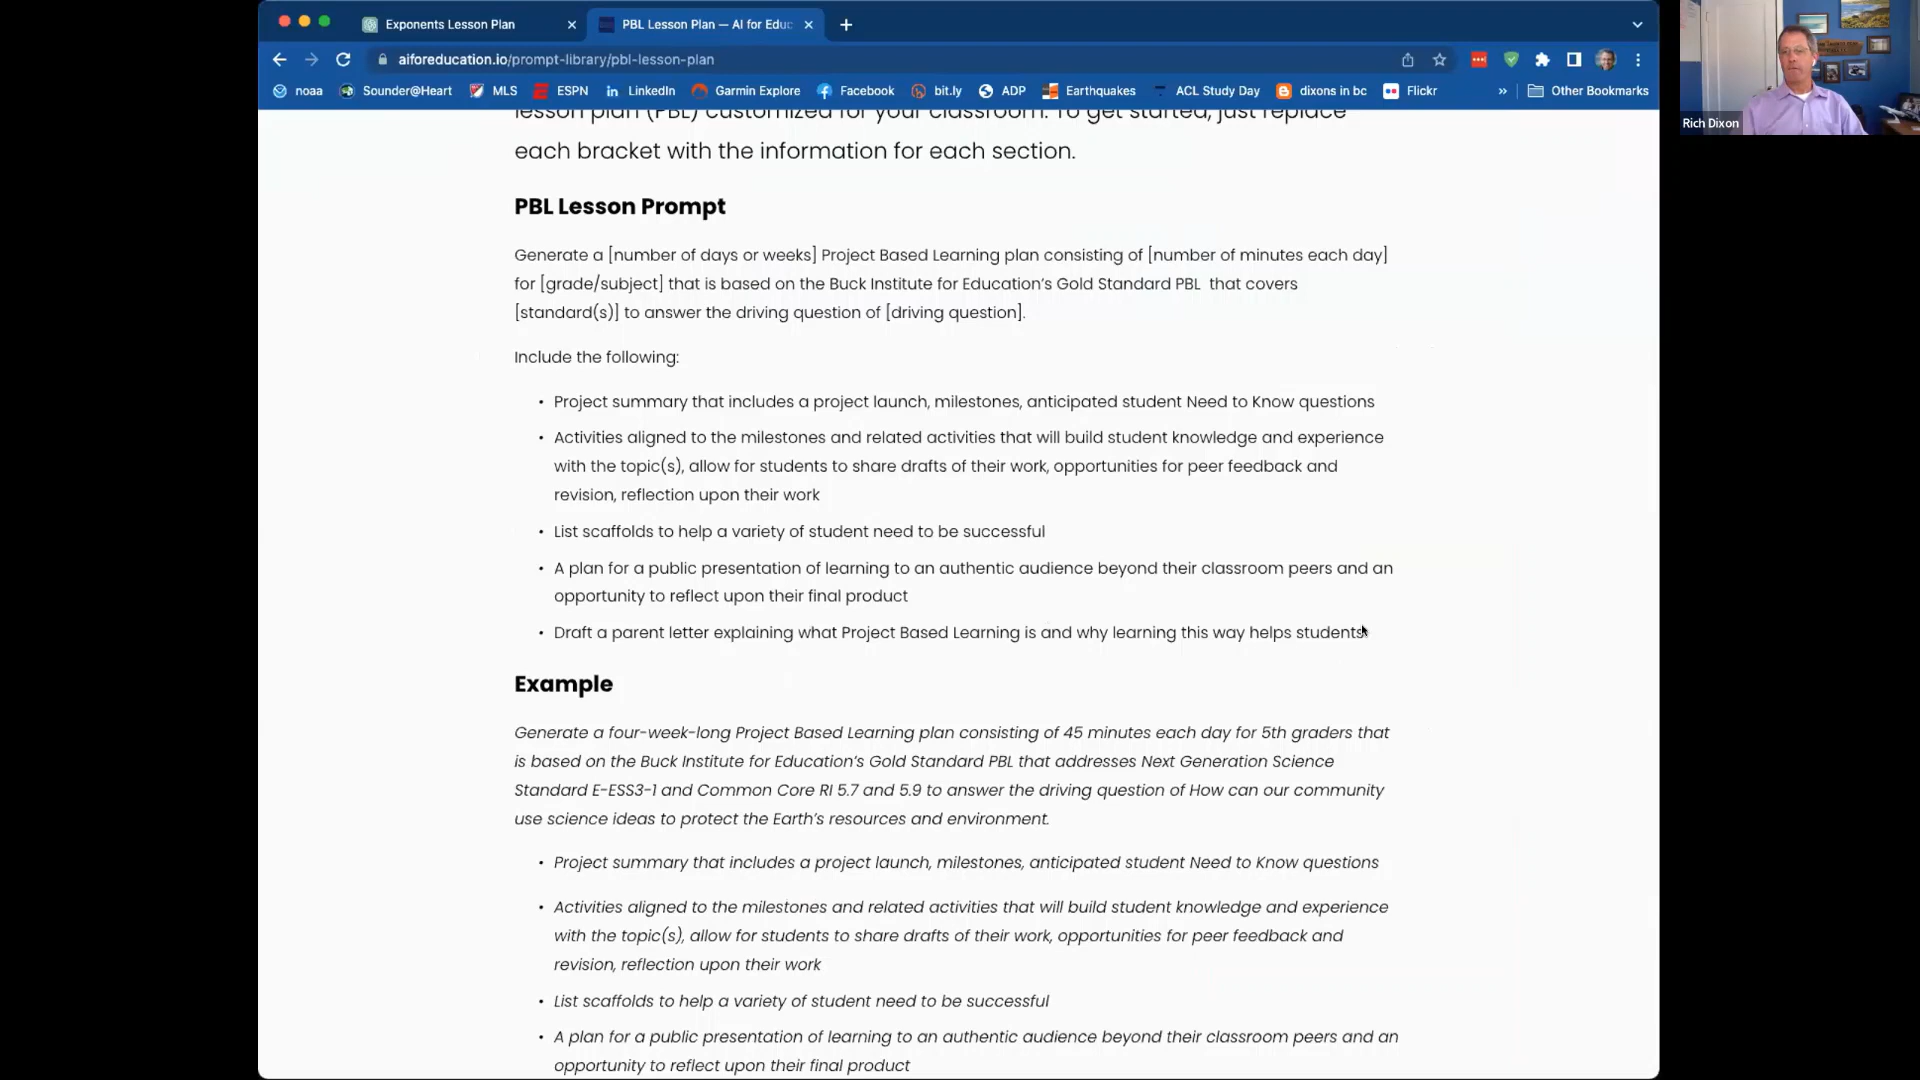 Exponents Lesson Plan
PBL Lesson Plan — AI for Educ
aiforeducation.io/prompt-library/pbl-lesson-plan
noaa
Sounder@Heart
MLS
ESPN
LinkedIn
Garmin Explore
Facebook
bit.ly
ADP
Earthquakes
ACL Study Day
dixons in bc
Flickr
Other Bookmarks
Rich Dixon
lesson plan (PBL) customized for your classroom. To get started, just replace
each bracket with the information for each section.
PBL Lesson Prompt
Generate a [number of days or weeks] Project Based Learning plan consisting of [number of minutes each day]
for [grade/subject] that is based on the Buck Institute for Education's Gold Standard PBL that covers
[standard(s)] to answer the driving question of [driving question].
Include the following:
• Project summary that includes a project launch, milestones, anticipated student Need to Know questions
• Activities aligned to the milestones and related activities that will build student knowledge and experience
with the topic(s), allow for students to share drafts of their work, opportunities for peer feedback and
revision, reflection upon their work
• List scaffolds to help a variety of student need to be successful
• A plan for a public presentation of learning to an authentic audience beyond their classroom peers and an
opportunity to reflect upon their final product
• Draft a parent letter explaining what Project Based Learning is and why learning this way helps students
Example
Generate a four-week-long Project Based Learning plan consisting of 45 minutes each day for 5th graders that
is based on the Buck Institute for Education's Gold Standard PBL that addresses Next Generation Science
Standard E-ESS3-1 and Common Core RI 5.7 and 5.9 to answer the driving question of How can our community
use science ideas to protect the Earth's resources and environment.
• Project summary that includes a project launch, milestones, anticipated student Need to Know questions
• Activities aligned to the milestones and related activities that will build student knowledge and experience
with the topic(s), allow for students to share drafts of their work, opportunities for peer feedback and
revision, reflection upon their work
• List scaffolds to help a variety of student need to be successful
• A plan for a public presentation of learning to an authentic audience beyond their classroom peers and an
opportunity to reflect upon their final product